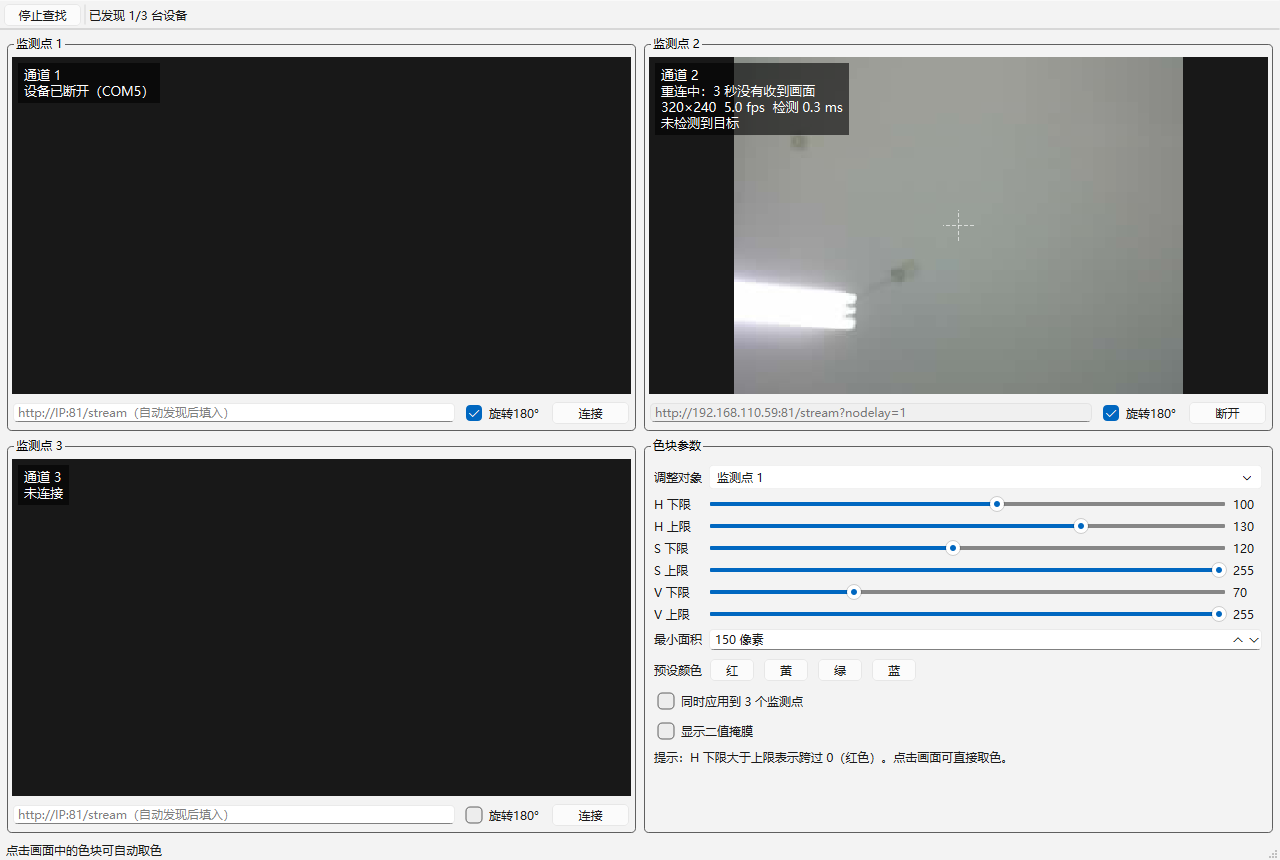 停止查找 已发现 1/3 台设备
监测点 1
通道 1
设备已断开（COM5）
http://IP:81/stream（自动发现后填入）
旋转180°
连接
监测点 2
通道 2
重连中：3 秒没有收到画面
320×240 5.0 fps 检测 0.3 ms
未检测到目标
http://192.168.110.59:81/stream?nodelay=1
旋转180°
断开
监测点 3
通道 3
未连接
http://IP:81/stream（自动发现后填入）
旋转180°
连接
色块参数
调整对象 监测点 1
H 下限 100
H 上限 130
S 下限 120
S 上限 255
V 下限 70
V 上限 255
最小面积 150 像素
预设颜色 红 黄 绿 蓝
同时应用到 3 个监测点
显示二值掩膜
提示：H 下限大于上限表示跨过 0（红色）。点击画面可直接取色。
点击画面中的色块可自动取色